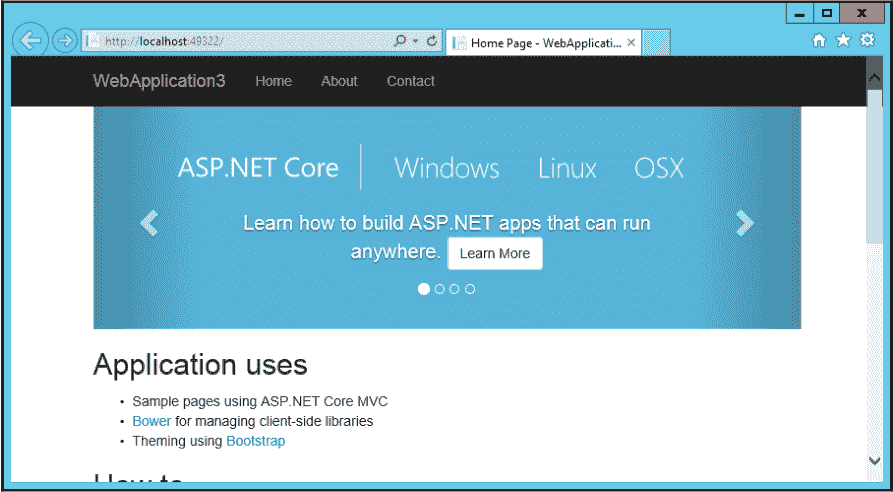 http://localhost:49322/
Home Page - WebApplicati...
WebApplication3 Home About Contact
ASP.NET Core Windows Linux OSX
Learn how to build ASP.NET apps that can run
anywhere. Learn More
Application uses
• Sample pages using ASP.NET Core MVC
• Bower for managing client-side libraries
• Theming using Bootstrap
How to